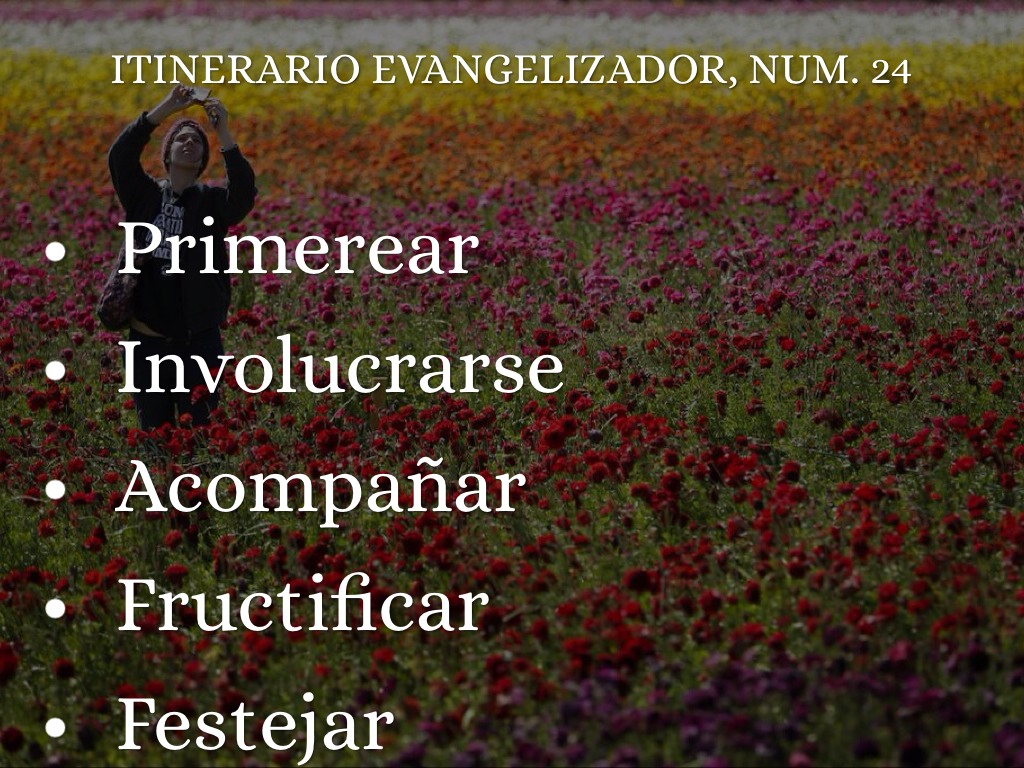 ITINERARIO EVANGELIZADOR, NUM. 24
• Primerear
• Involucrarse
• Acompañar
• Fructificar
• Festejar